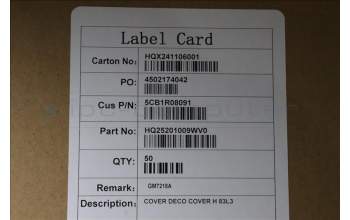 Label Card
Carton No: HQX241106001
PO: 4502174042
Cus P/N: 5CB1R08091
Part No: HQ25201009WV0
QTY: 50
Remark: GM7218A
Description: COVER DECO COVER H 83L3